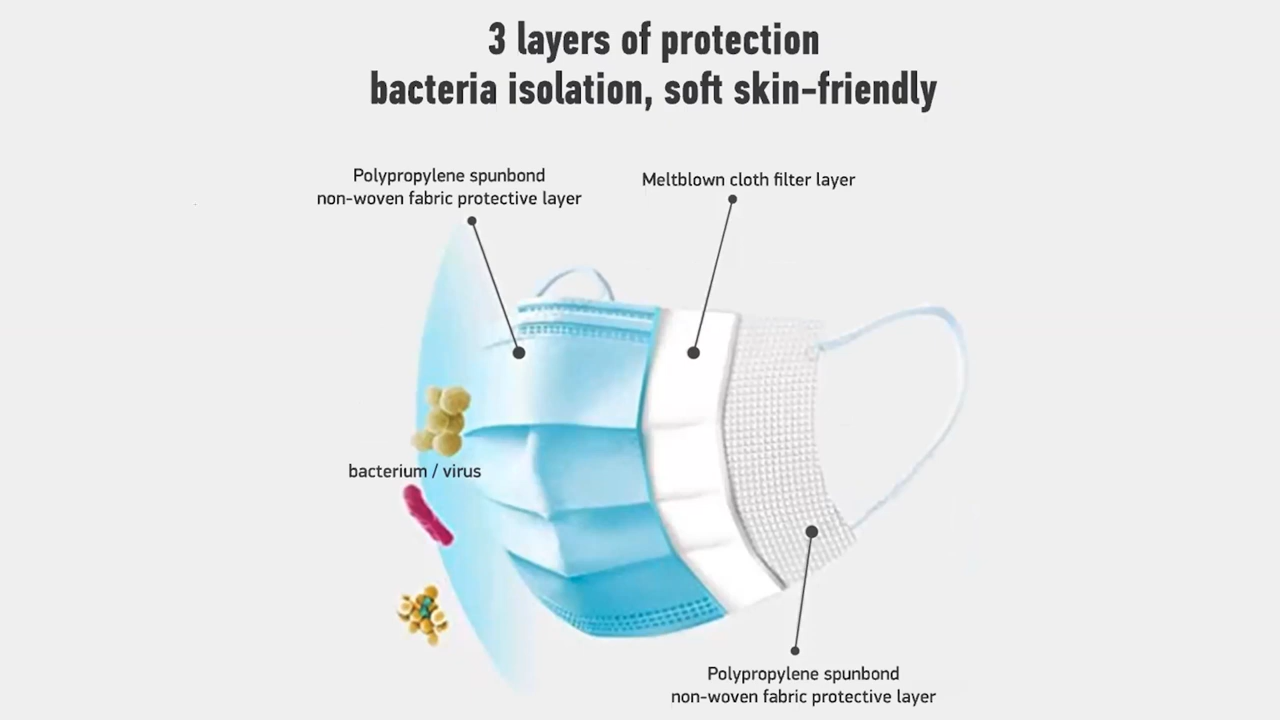 3 layers of protection
bacteria isolation, soft skin-friendly
Polypropylene spunbond
non-woven fabric protective layer
Meltblown cloth filter layer
bacterium / virus
Polypropylene spunbond
non-woven fabric protective layer